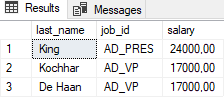 Results Messages
last_name job_id salary
1 King AD_PRES 24000,00
2 Kochhar AD_VP 17000,00
3 De Haan AD_VP 17000,00